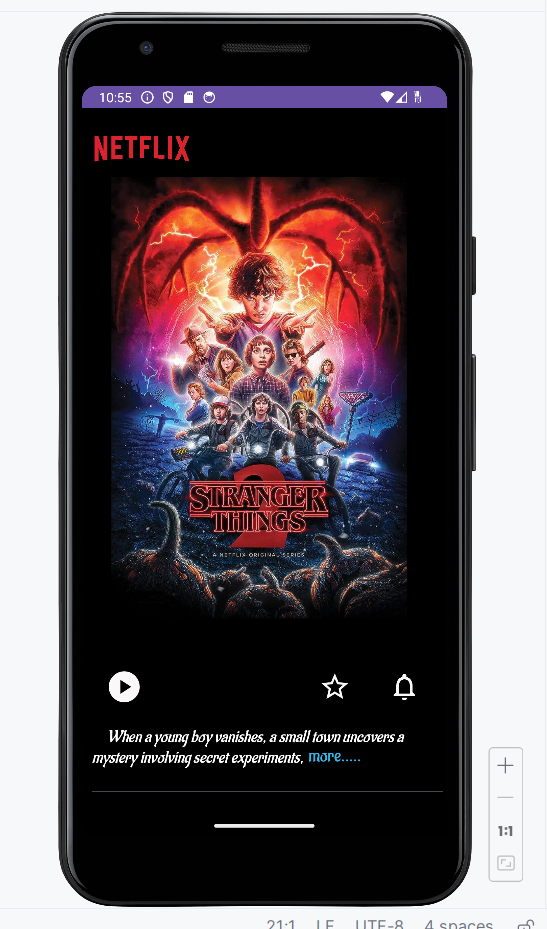 10:55
NETFLIX
2
STRANGER
THINGS
A NETFLIX ORIGINAL SERIES
When a young boy vanishes, a small town uncovers a
mystery involving secret experiments, more.....
1:1
21:1 LF UTF-8 4 spaces